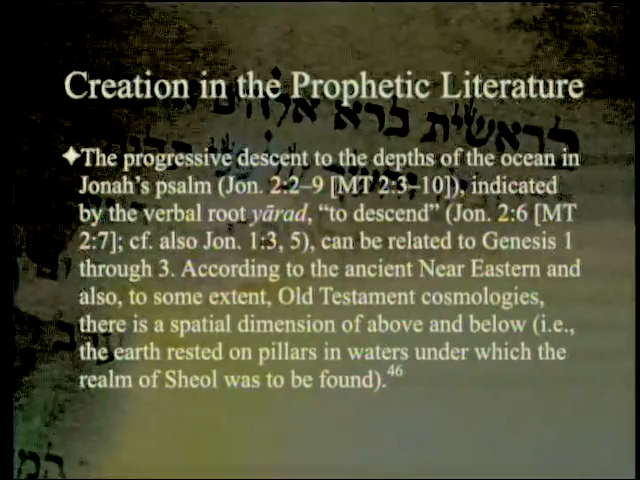 Creation in the Prophetic Literature
בראשית ברא אלהים
The progressive descent to the depths of the ocean in
Jonah's psalm (Jon. 2:2–9 [MT 2:3–10]), indicated
by the verbal root yārad, "to descend" (Jon. 2:6 [MT
2:7]; cf. also Jon. 1:3, 5), can be related to Genesis 1
through 3. According to the ancient Near Eastern and
also, to some extent, Old Testament cosmologies,
there is a spatial dimension of above and below (i.e.,
the earth rested on pillars in waters under which the
realm of Sheol was to be found).46